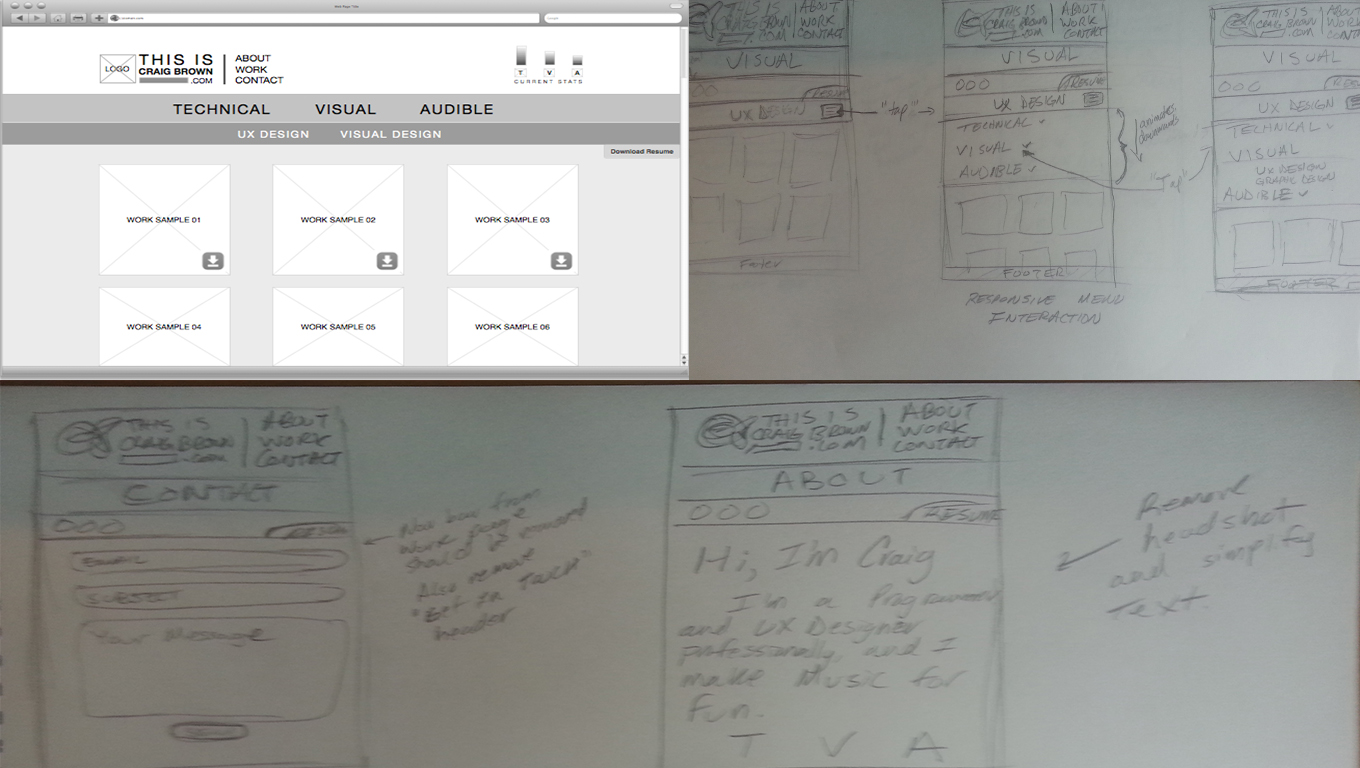 LOGO
THIS IS
CRAIG BROWN
.COM
ABOUT
WORK
CONTACT
T V A
CURRENT STATS
TECHNICAL VISUAL AUDIBLE
UX DESIGN VISUAL DESIGN
Download Resume
WORK SAMPLE 01 WORK SAMPLE 02 WORK SAMPLE 03
WORK SAMPLE 04 WORK SAMPLE 05 WORK SAMPLE 06
THIS IS
CRAIG BROWN
.COM
ABOUT
WORK
CONTACT
VISUAL
RESUME
UX DESIGN
"tap"
THIS IS
CRAIG BROWN
.COM
ABOUT
WORK
CONTACT
VISUAL
RESUME
UX DESIGN
TECHNICAL
VISUAL
AUDIBLE
FOOTER
animates
downwards
"Tap"
RESPONSIVE MENU
INTERACTION
THIS IS
CRAIG BROWN
.COM
ABOUT
WORK
CONTACT
VISUAL
RESUME
UX DESIGN
TECHNICAL
VISUAL
UX DESIGN
GRAPHIC DESIGN
AUDIBLE
FOOTER
THIS IS
CRAIG BROWN
.COM
ABOUT
WORK
CONTACT
CONTACT
RESUME
EMAIL
SUBJECT
Your Message
Nav bar from
work page
should be removed
Also remove
"Get In Touch"
header
THIS IS
CRAIG BROWN
.COM
ABOUT
WORK
CONTACT
ABOUT
RESUME
Hi, I'm Craig
I'm a Programmer
and UX Designer
professionally, and I
make Music for
fun.
T V A
Remove
headshot
and simplify
Text.